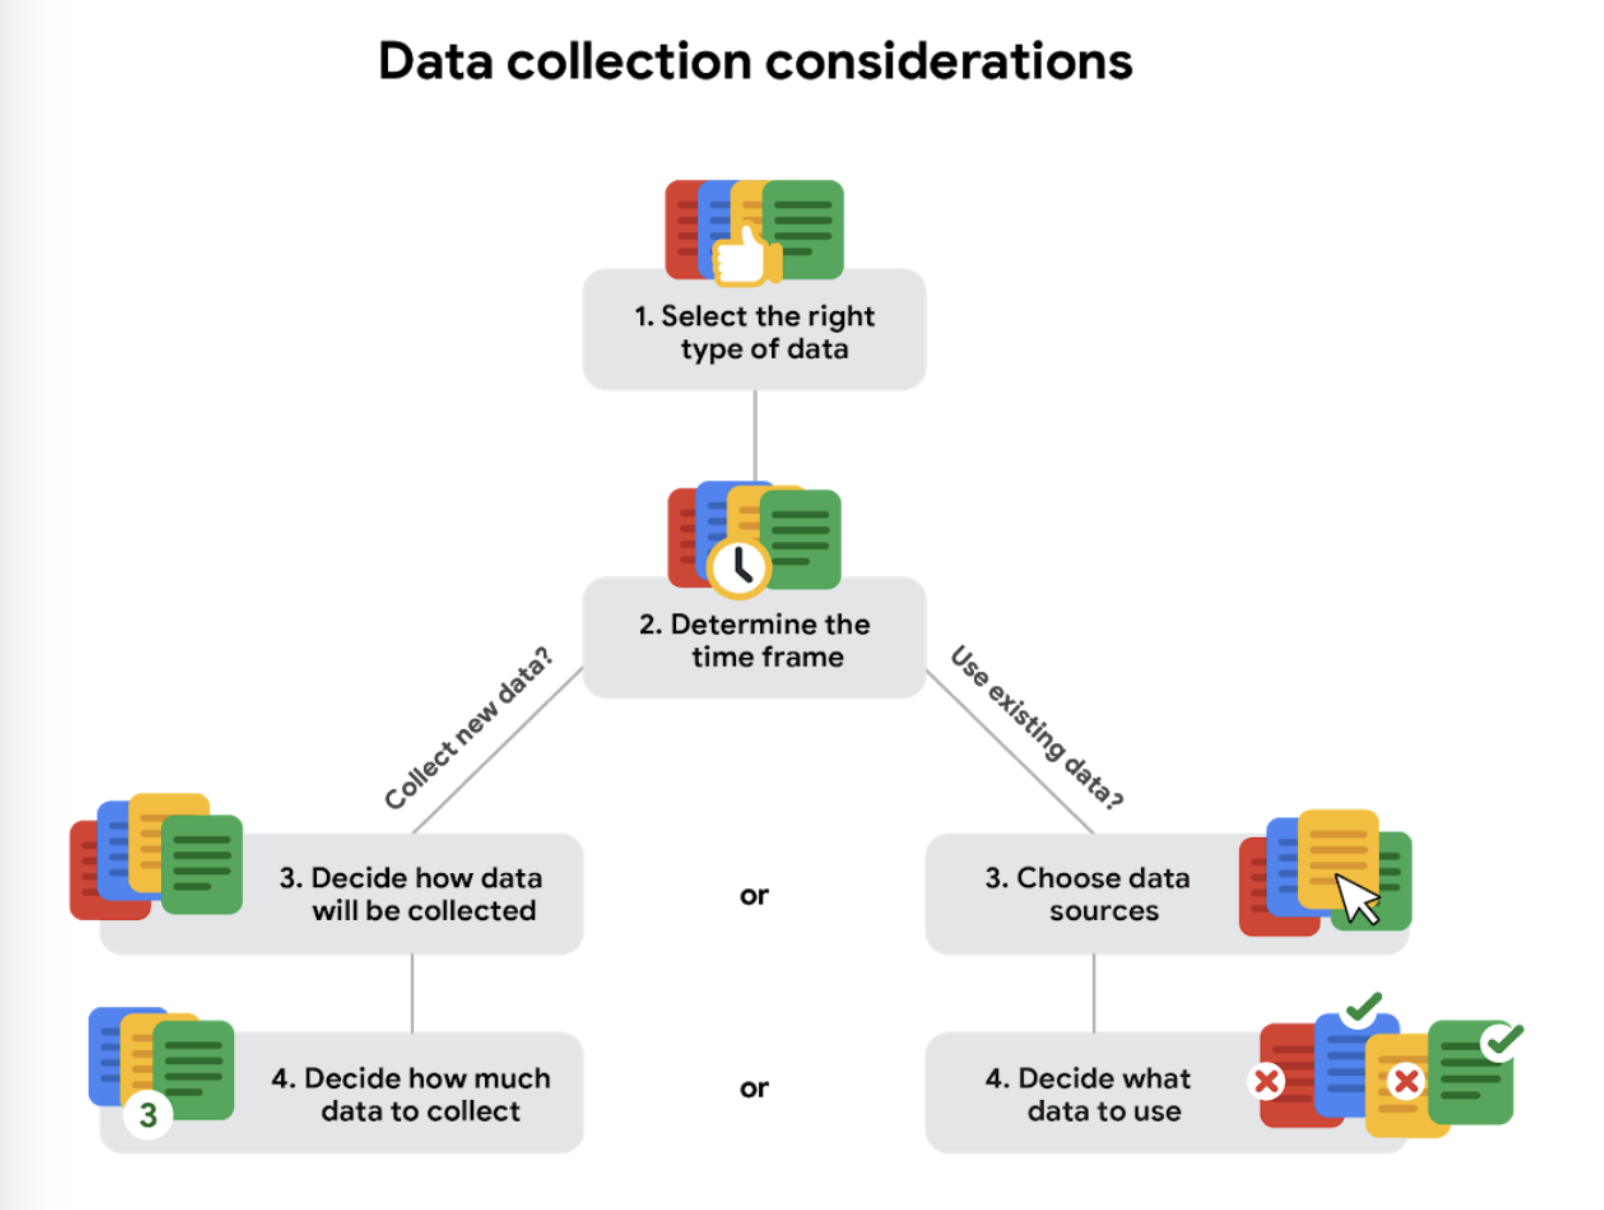 Data collection considerations
1. Select the right
type of data
2. Determine the
time frame
Collect new data?
Use existing data?
3. Decide how data
will be collected
or
3. Choose data
sources
4. Decide how much
data to collect
3
or
4. Decide what
data to use